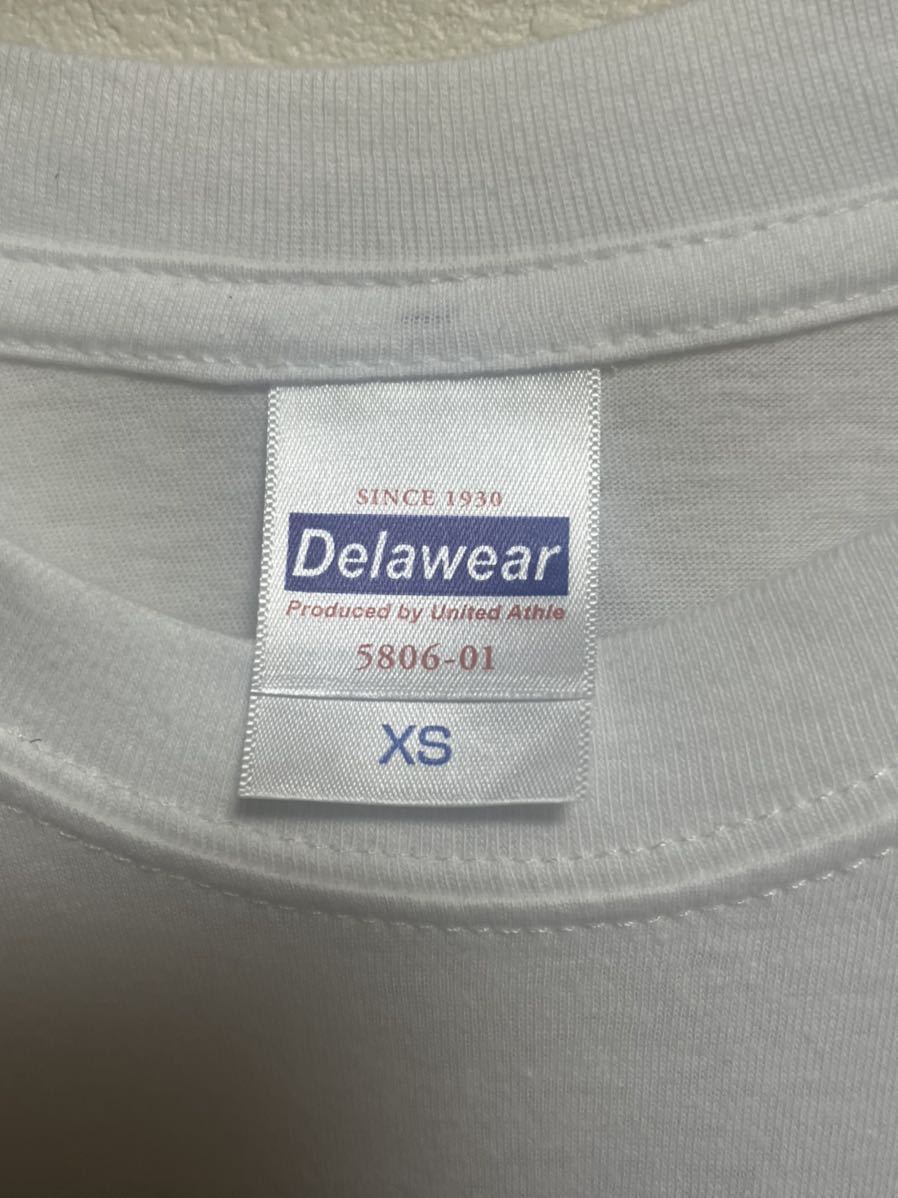 SINCE 1930
Delawear
Produced by United Athle
5806-01
XS